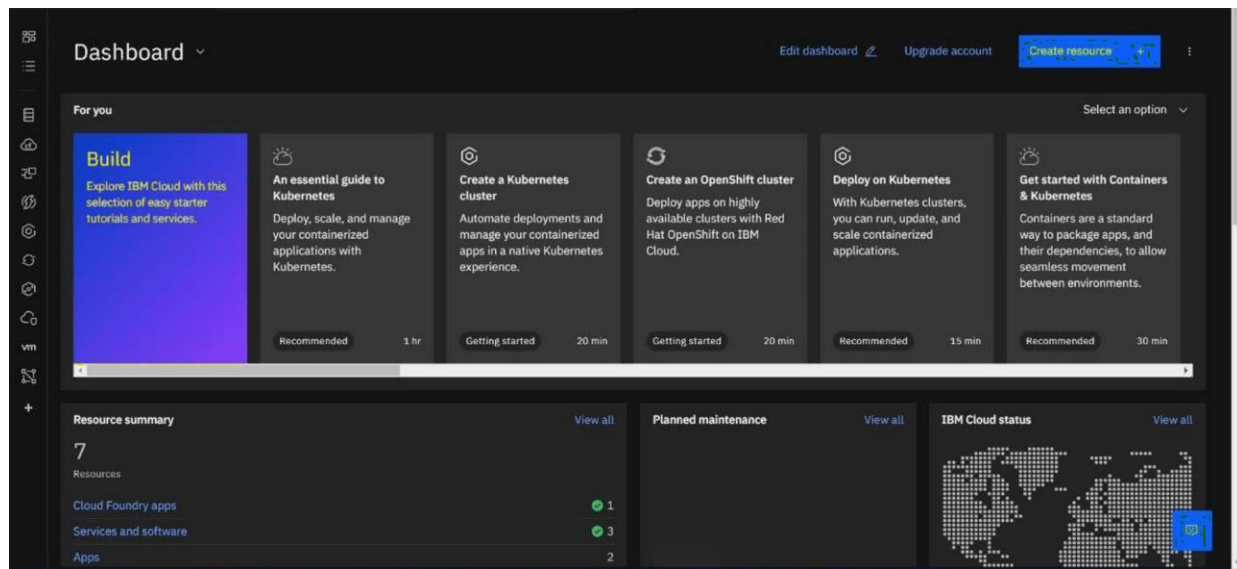 Dashboard
Edit dashboard
Upgrade account
Create resource +
For you
Select an option
Build
Explore IBM Cloud with this
selection of easy starter
tutorials and services.
An essential guide to
Kubernetes
Deploy, scale, and manage
your containerized
applications with
Kubernetes.
Recommended
1 hr
Create a Kubernetes
cluster
Automate deployments and
manage your containerized
apps in a native Kubernetes
experience.
Getting started
20 min
Create an OpenShift cluster
Deploy apps on highly
available clusters with Red
Hat OpenShift on IBM
Cloud.
Getting started
20 min
Deploy on Kubernetes
With Kubernetes clusters,
you can run, update, and
scale containerized
applications.
Recommended
15 min
Get started with Containers
& Kubernetes
Containers are a standard
way to package apps, and
their dependencies, to allow
seamless movement
between environments.
Recommended
30 min
vm
Resource summary
View all
7
Resources
Cloud Foundry apps
1
Services and software
3
Apps
2
Planned maintenance
View all
IBM Cloud status
View all